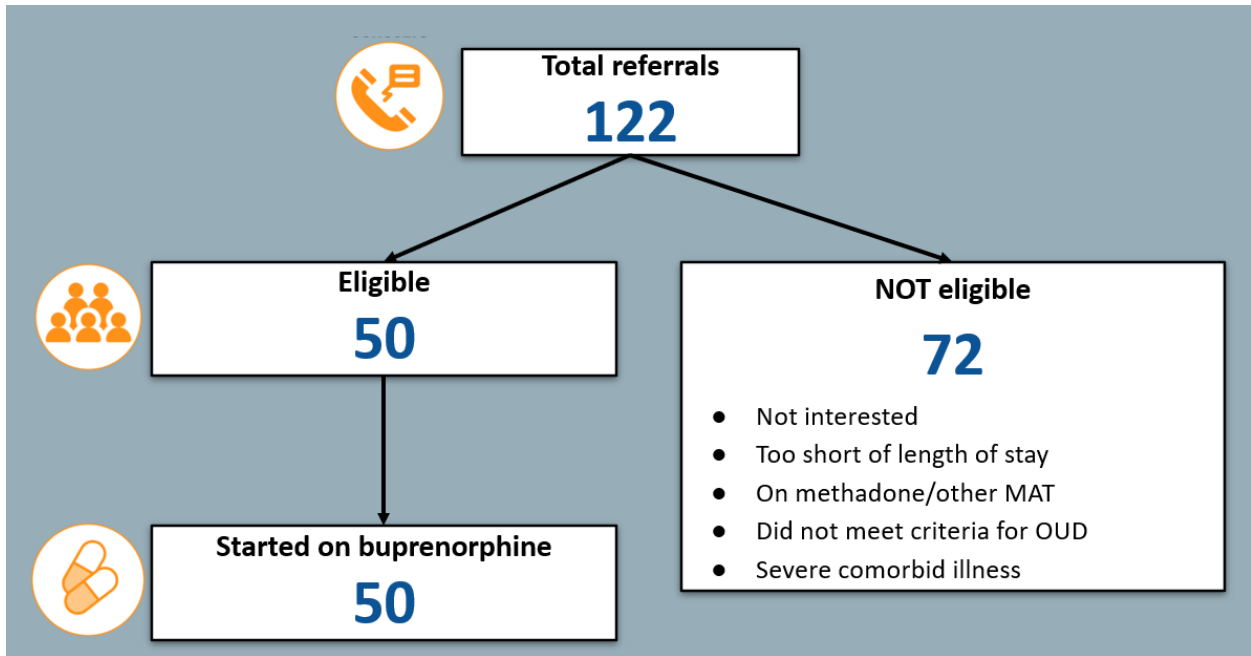 Total referrals
122
Eligible
50
NOT eligible
72
● Not interested
● Too short of length of stay
● On methadone/other MAT
● Did not meet criteria for OUD
● Severe comorbid illness
Started on buprenorphine
50